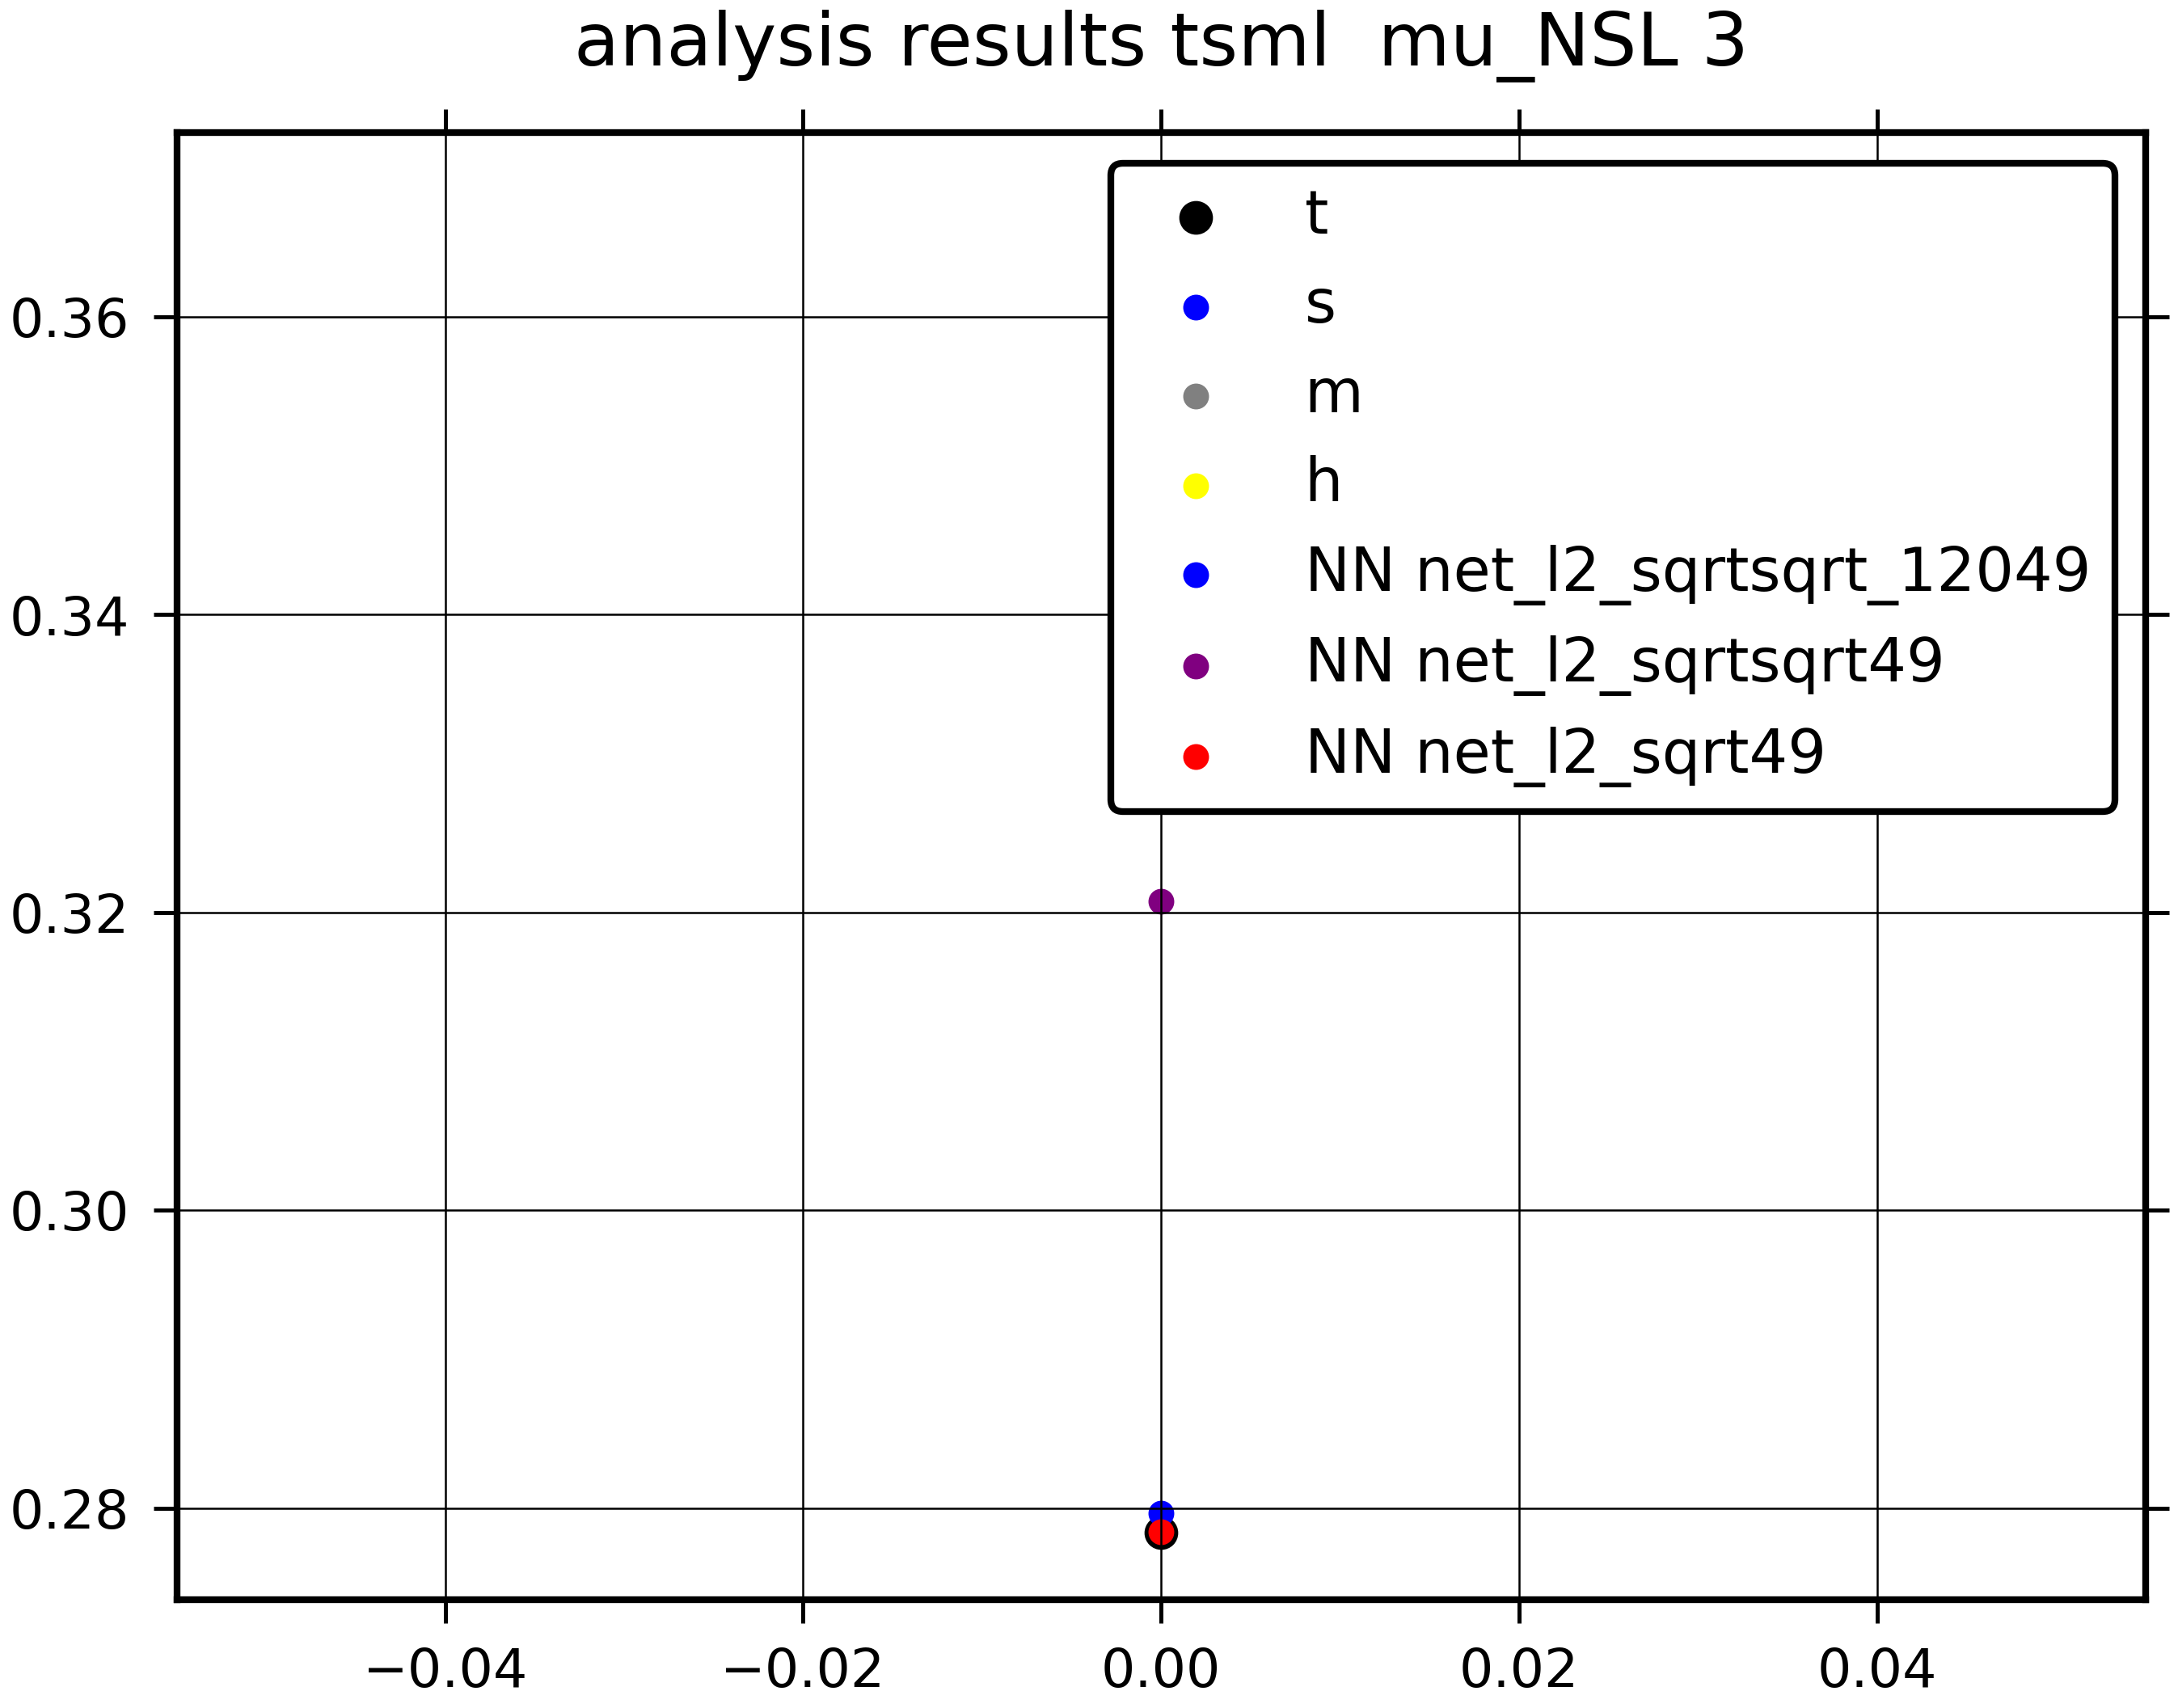 analysis results tsml  mu_NSL 3
t
s
m
h
NN net_l2_sqrtsqrt_12049
NN net_l2_sqrtsqrt49
NN net_l2_sqrt49
0.36
0.34
0.32
0.30
0.28
−0.04 −0.02 0.00 0.02 0.04